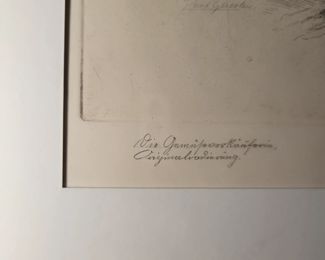 Die Gemüseverkäuferin,
Originalradierung.